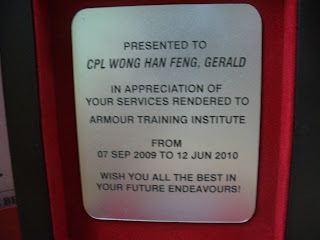 PRESENTED TO
CPL WONG HAN FENG, GERALD
IN APPRECIATION OF
YOUR SERVICES RENDERED TO
ARMOUR TRAINING INSTITUTE
FROM
07 SEP 2009 TO 12 JUN 2010
WISH YOU ALL THE BEST IN
YOUR FUTURE ENDEAVOURS!